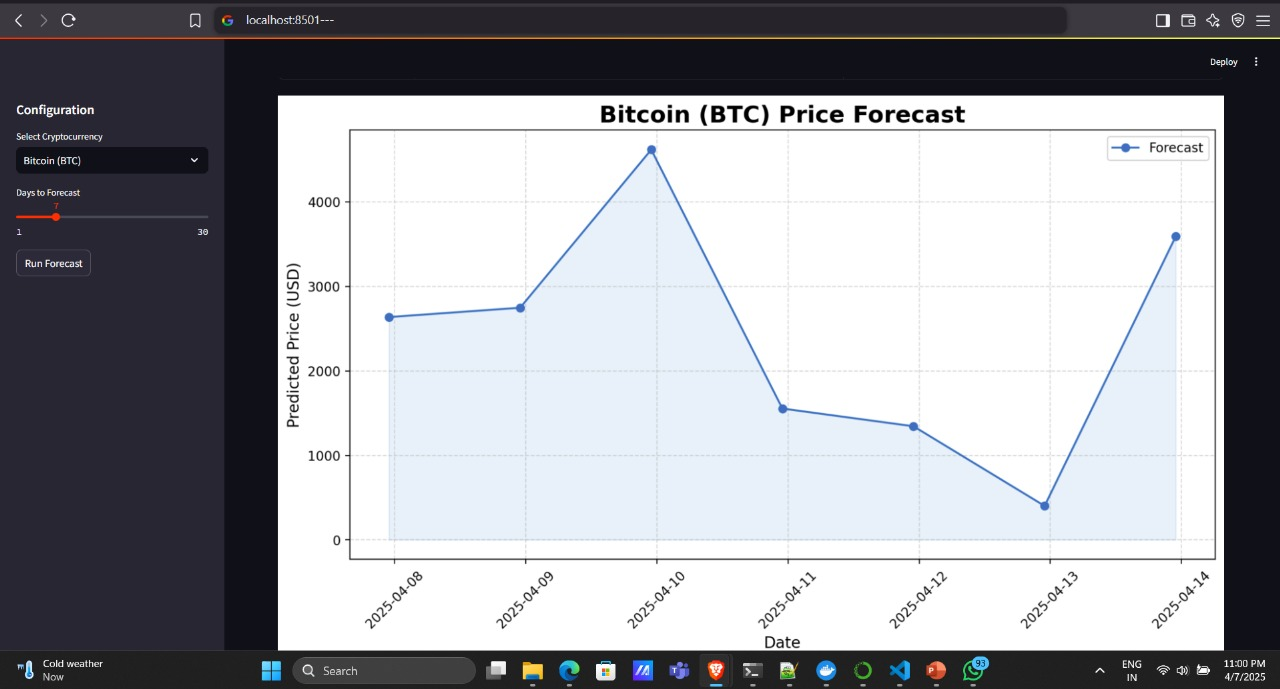 localhost:8501---
Deploy
Configuration
Select Cryptocurrency
Bitcoin (BTC)
Days to Forecast
7
1 30
Run Forecast
Bitcoin (BTC) Price Forecast
Forecast
Predicted Price (USD)
4000
3000
2000
1000
0
2025-04-08
2025-04-09
2025-04-10
2025-04-11
2025-04-12
2025-04-13
2025-04-14
Date
Cold weather
Now
Search
93
ENG
IN
11:00 PM
4/7/2025